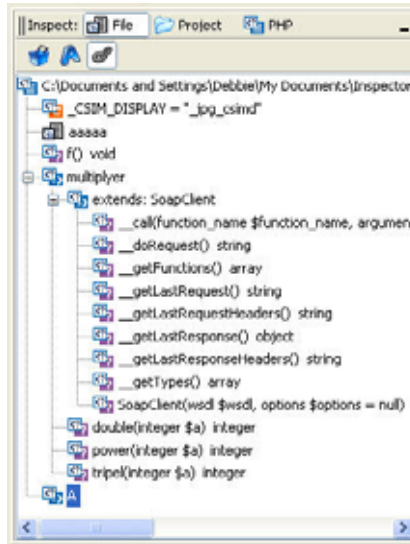 Inspect: File Project PHP
C:\Documents and Settings\Debbie\My Documents\Inspector
_CSIM_DISPLAY = "_jpg_csimd"
aaaaa
f() void
multiplyer
extends: SoapClient
__call(function_name $function_name, argumen
__doRequest() string
__getFunctions() array
__getLastRequest() string
__getLastRequestHeaders() string
__getLastResponse() object
__getLastResponseHeaders() string
__getTypes() array
SoapClient(wsdl $wsdl, options $options = null)
double(integer $a) integer
power(integer $a) integer
tripel(integer $a) integer
A